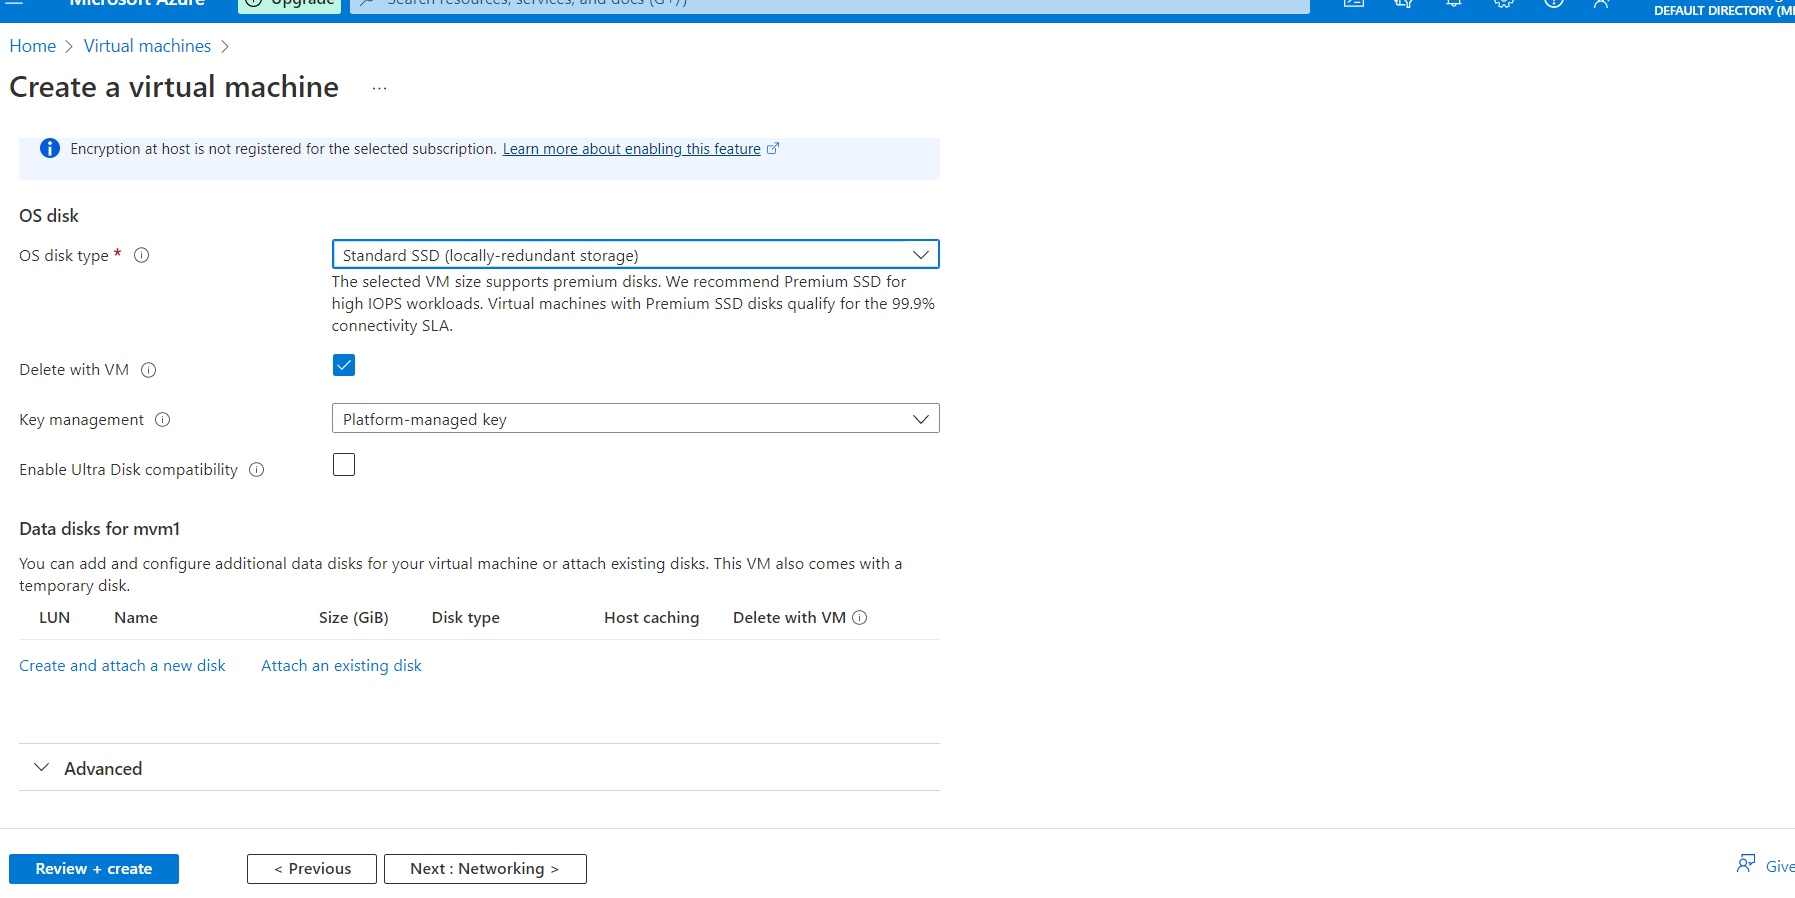 Microsoft Azure
Upgrade
Search resources, services, and docs (G+/)
DEFAULT DIRECTORY
Home > Virtual machines >
Create a virtual machine ...
Encryption at host is not registered for the selected subscription. Learn more about enabling this feature
OS disk
OS disk type *
Standard SSD (locally-redundant storage)
The selected VM size supports premium disks. We recommend Premium SSD for
high IOPS workloads. Virtual machines with Premium SSD disks qualify for the 99.9%
connectivity SLA.
Delete with VM
Key management
Platform-managed key
Enable Ultra Disk compatibility
Data disks for mvm1
You can add and configure additional data disks for your virtual machine or attach existing disks. This VM also comes with a
temporary disk.
LUN Name Size (GiB) Disk type Host caching Delete with VM
Create and attach a new disk Attach an existing disk
Advanced
Review + create < Previous Next : Networking >
Give